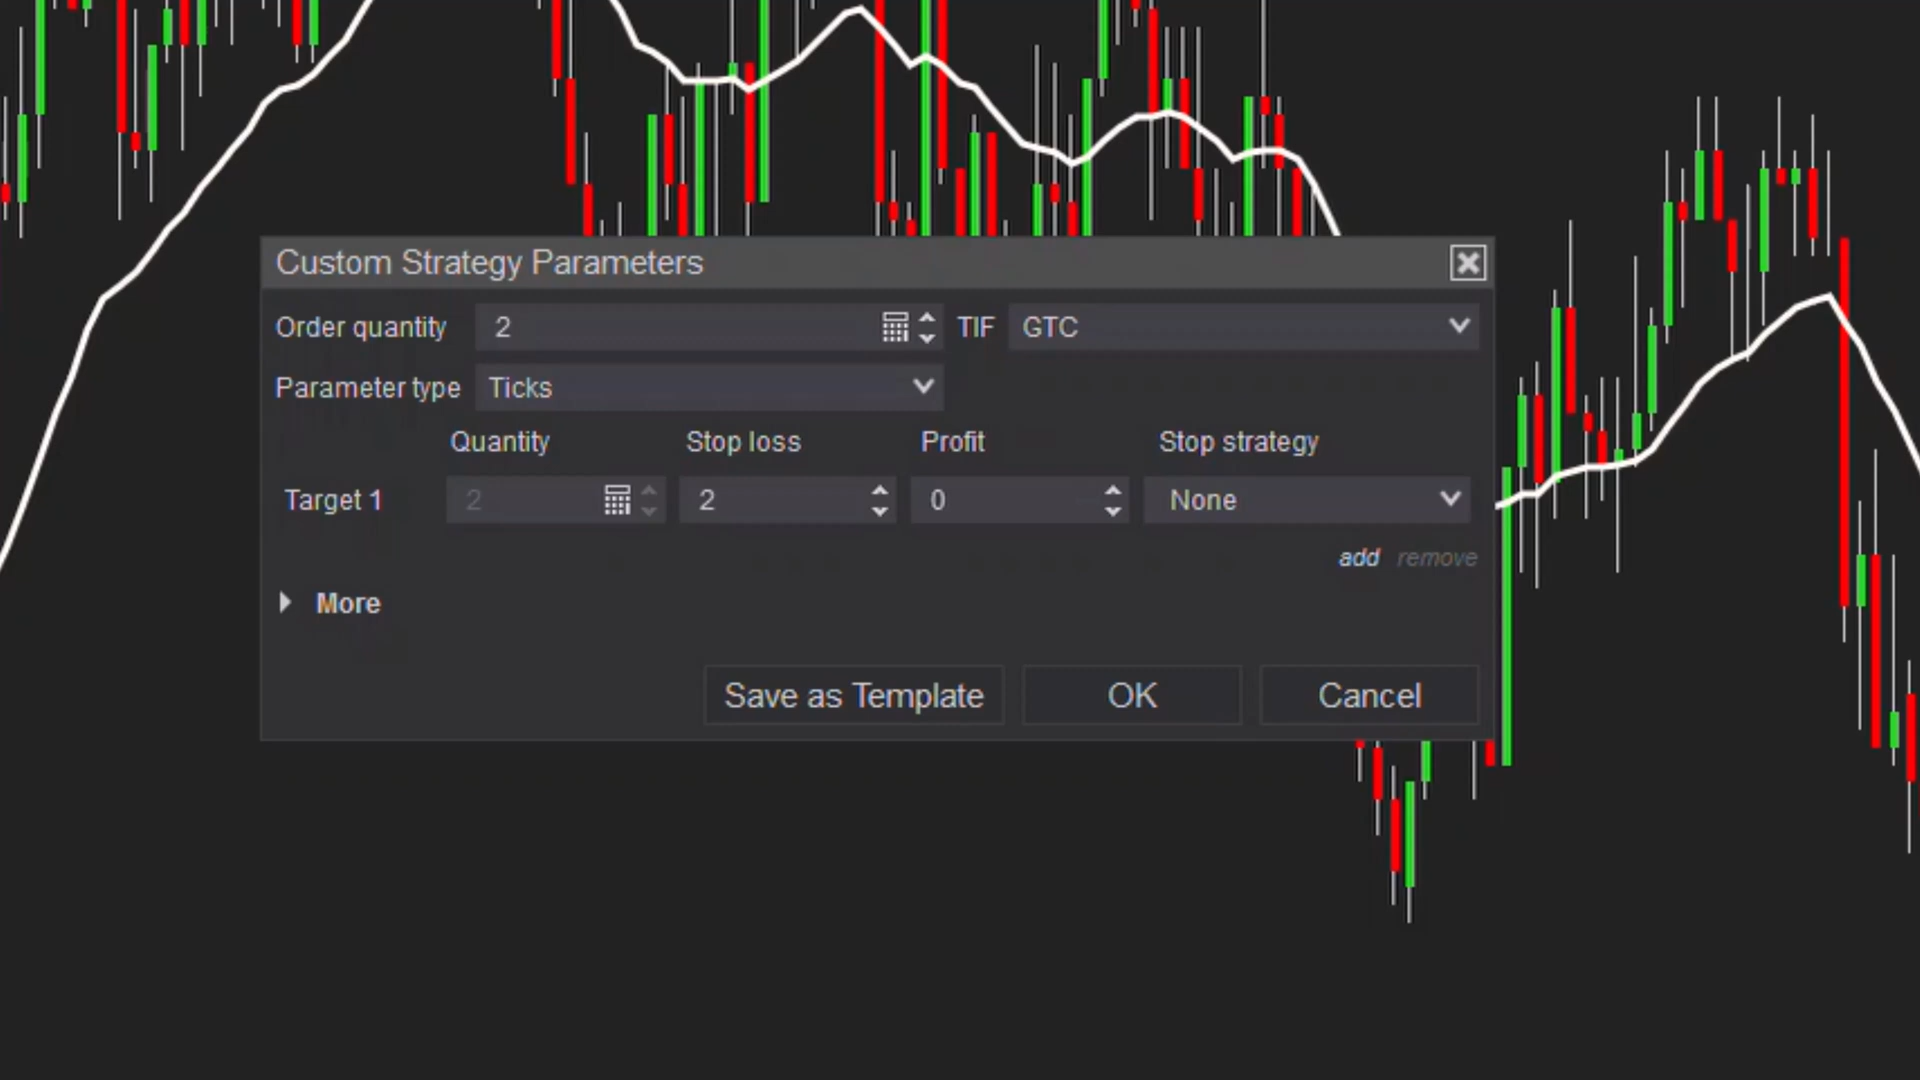 Custom Strategy Parameters
Order quantity 2 TIF GTC
Parameter type Ticks
Quantity Stop loss Profit Stop strategy
Target 1 2 2 0 None
add remove
More
Save as Template OK Cancel